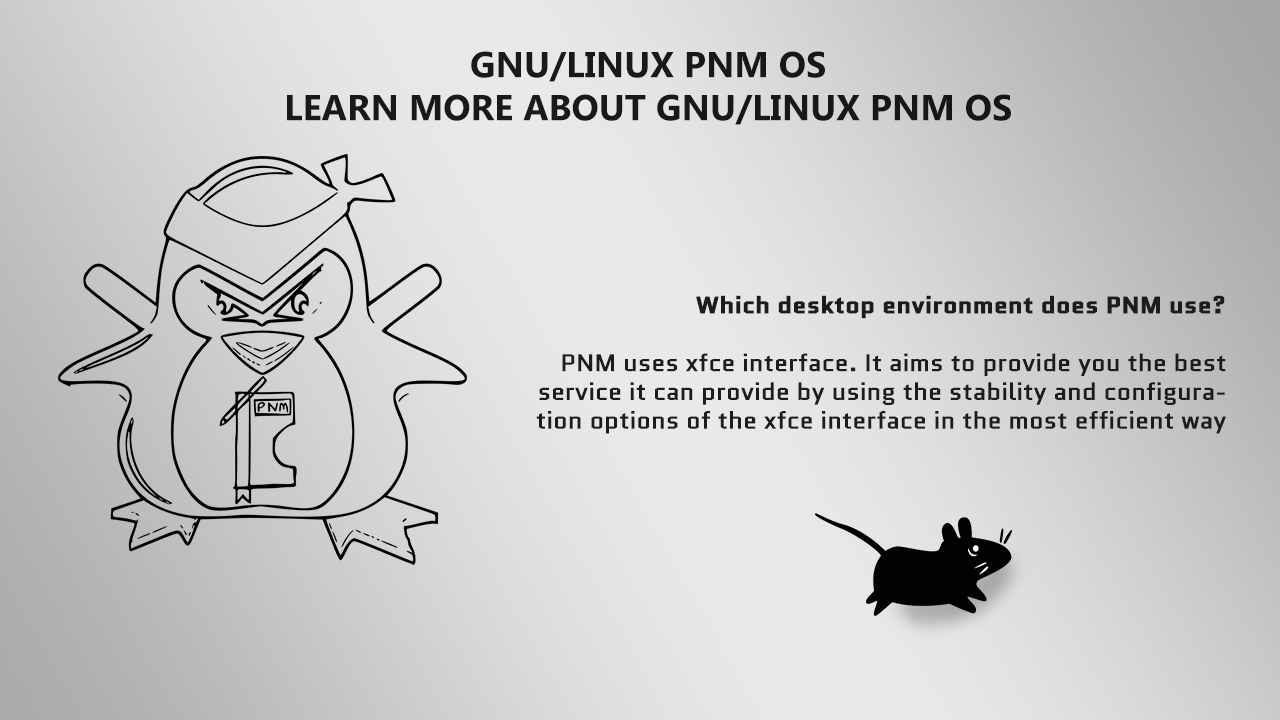 GNU/LINUX PNM OS
LEARN MORE ABOUT GNU/LINUX PNM OS
Which desktop environment does PNM use?
PNM uses xfce interface. It aims to provide you the best
service it can provide by using the stability and configura-
tion options of the xfce interface in the most efficient way
PNM